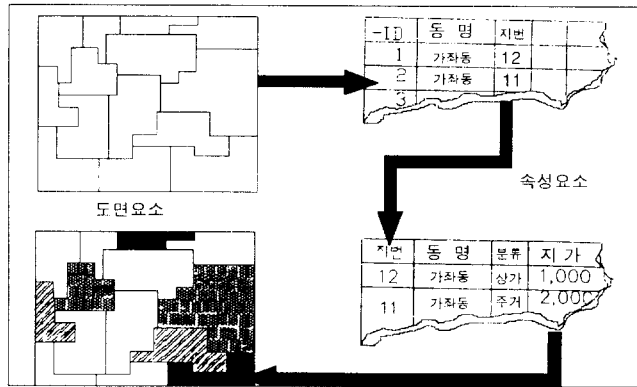 -ID 동 명 지번
1 가좌동 12
2 가좌동 11
3
도면요소
속성요소
지번 동 명 분류 지 가
12 가좌동 상가 1,000
11 가좌동 주거 2,000